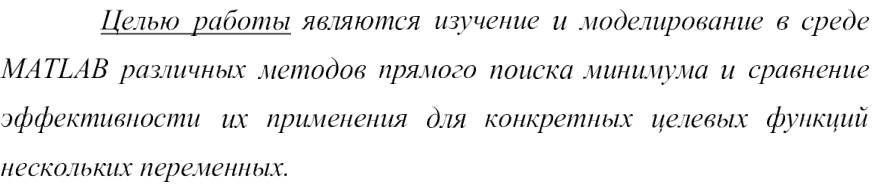 Целью работы являются изучение и моделирование в среде
MATLAB различных методов прямого поиска минимума и сравнение
эффективности их применения для конкретных целевых функций
нескольких переменных.